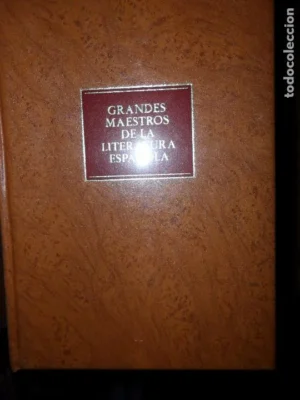 GRANDES
MAESTROS
DE LA
LITERATURA
ESPAÑOLA
todocoleccion